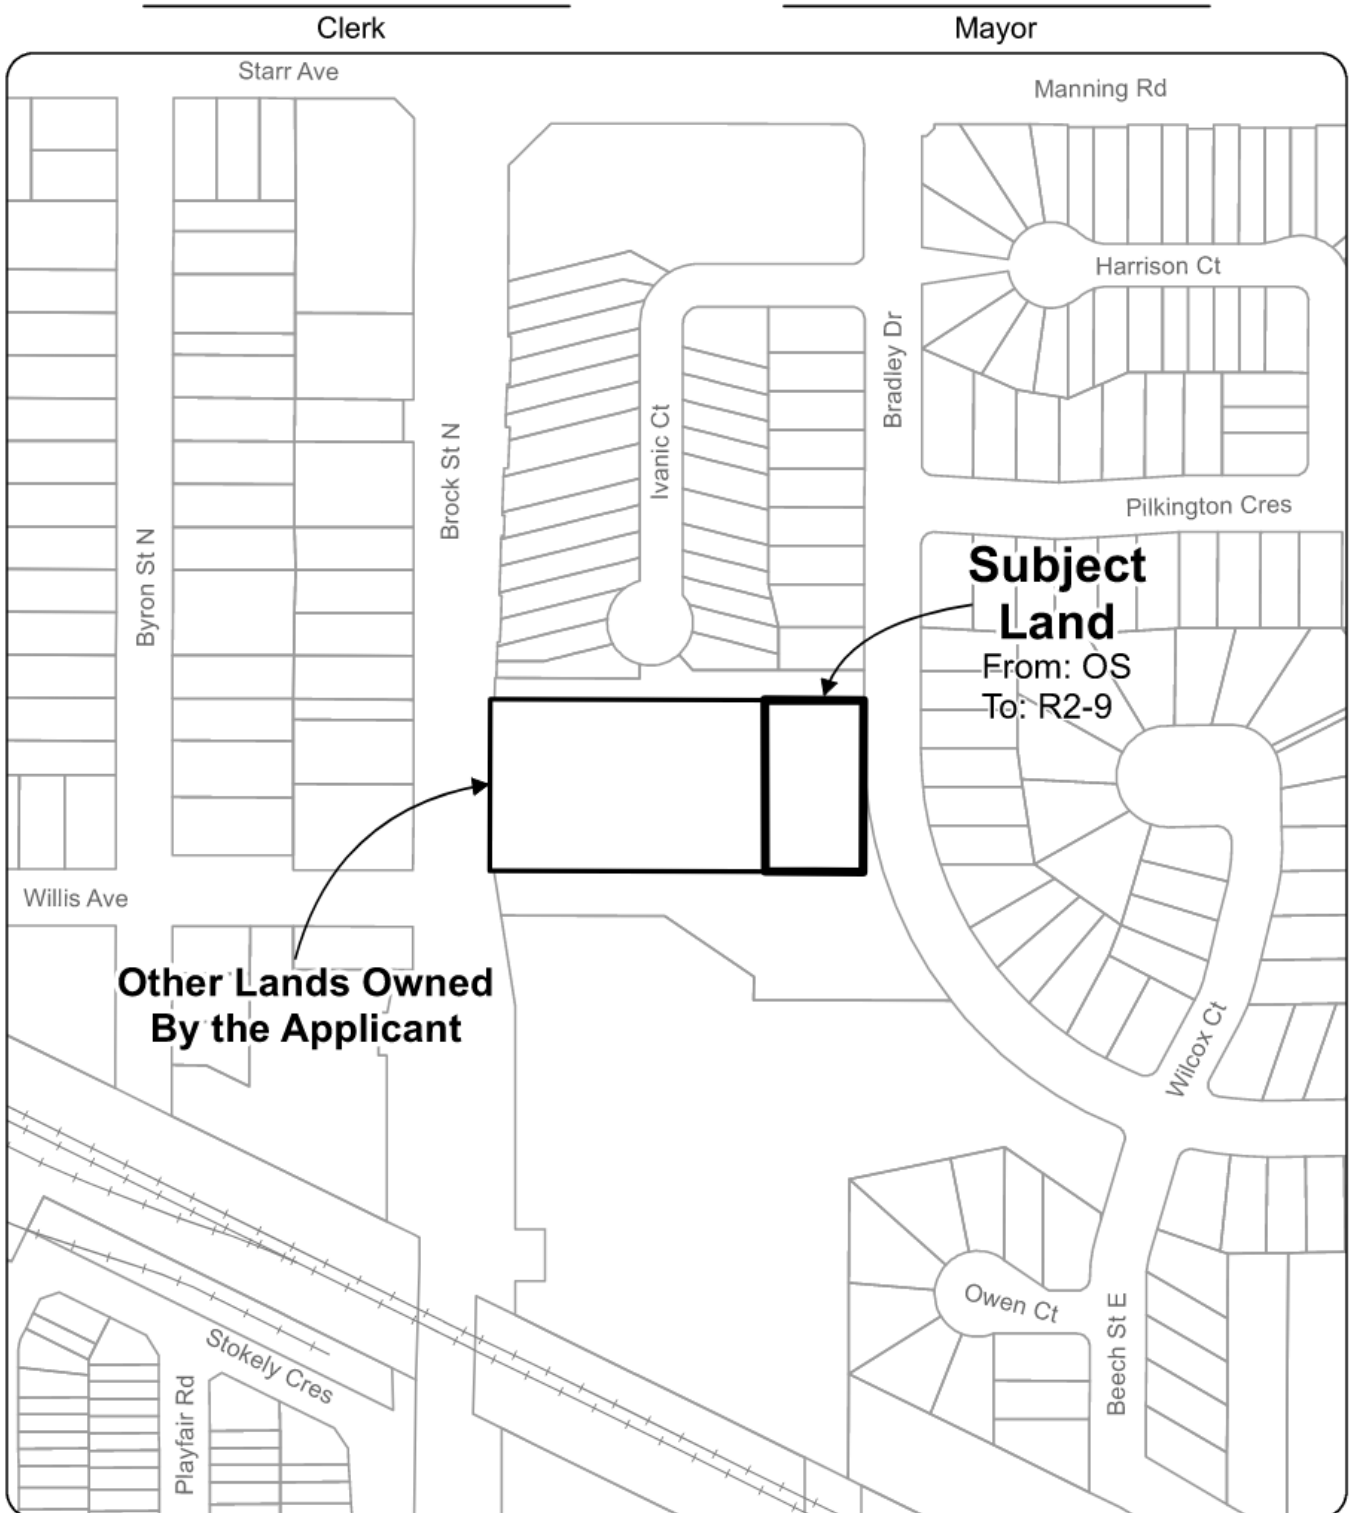 Clerk
Mayor
Starr Ave
Manning Rd
Harrison Ct
Bradley Dr
Ivanic Ct
Brock St N
Pilkington Cres
Byron St N
Subject
Land
From: OS
To: R2-9
Willis Ave
Other Lands Owned
By the Applicant
Wilcox Ct
Owen Ct
Beech St E
Stokely Cres
Playfair Rd